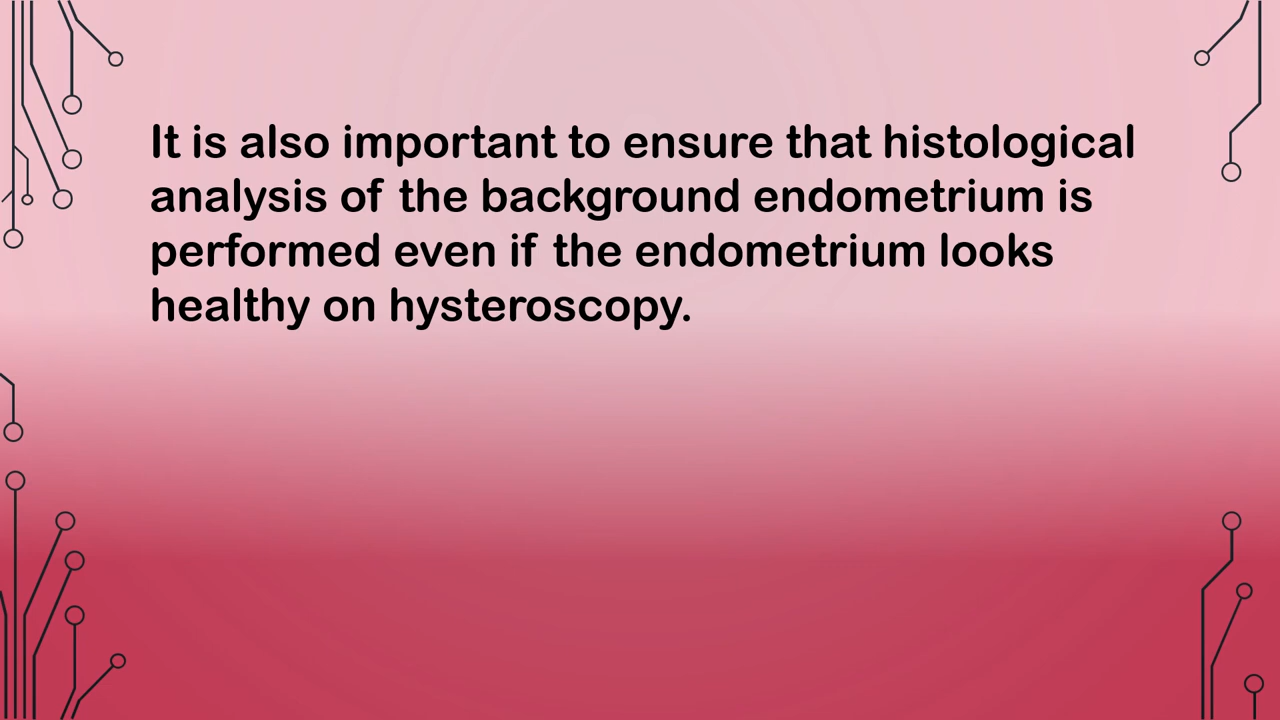 It is also important to ensure that histological
analysis of the background endometrium is
performed even if the endometrium looks
healthy on hysteroscopy.